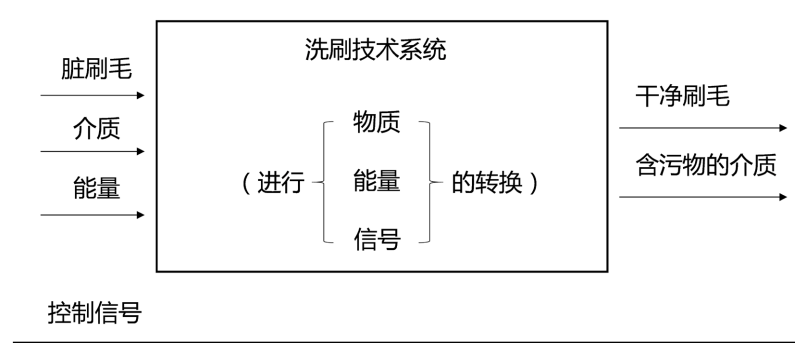 洗刷技术系统
脏刷毛
介质
能量
(进行
物质
能量
信号
的转换)
干净刷毛
含污物的介质
控制信号